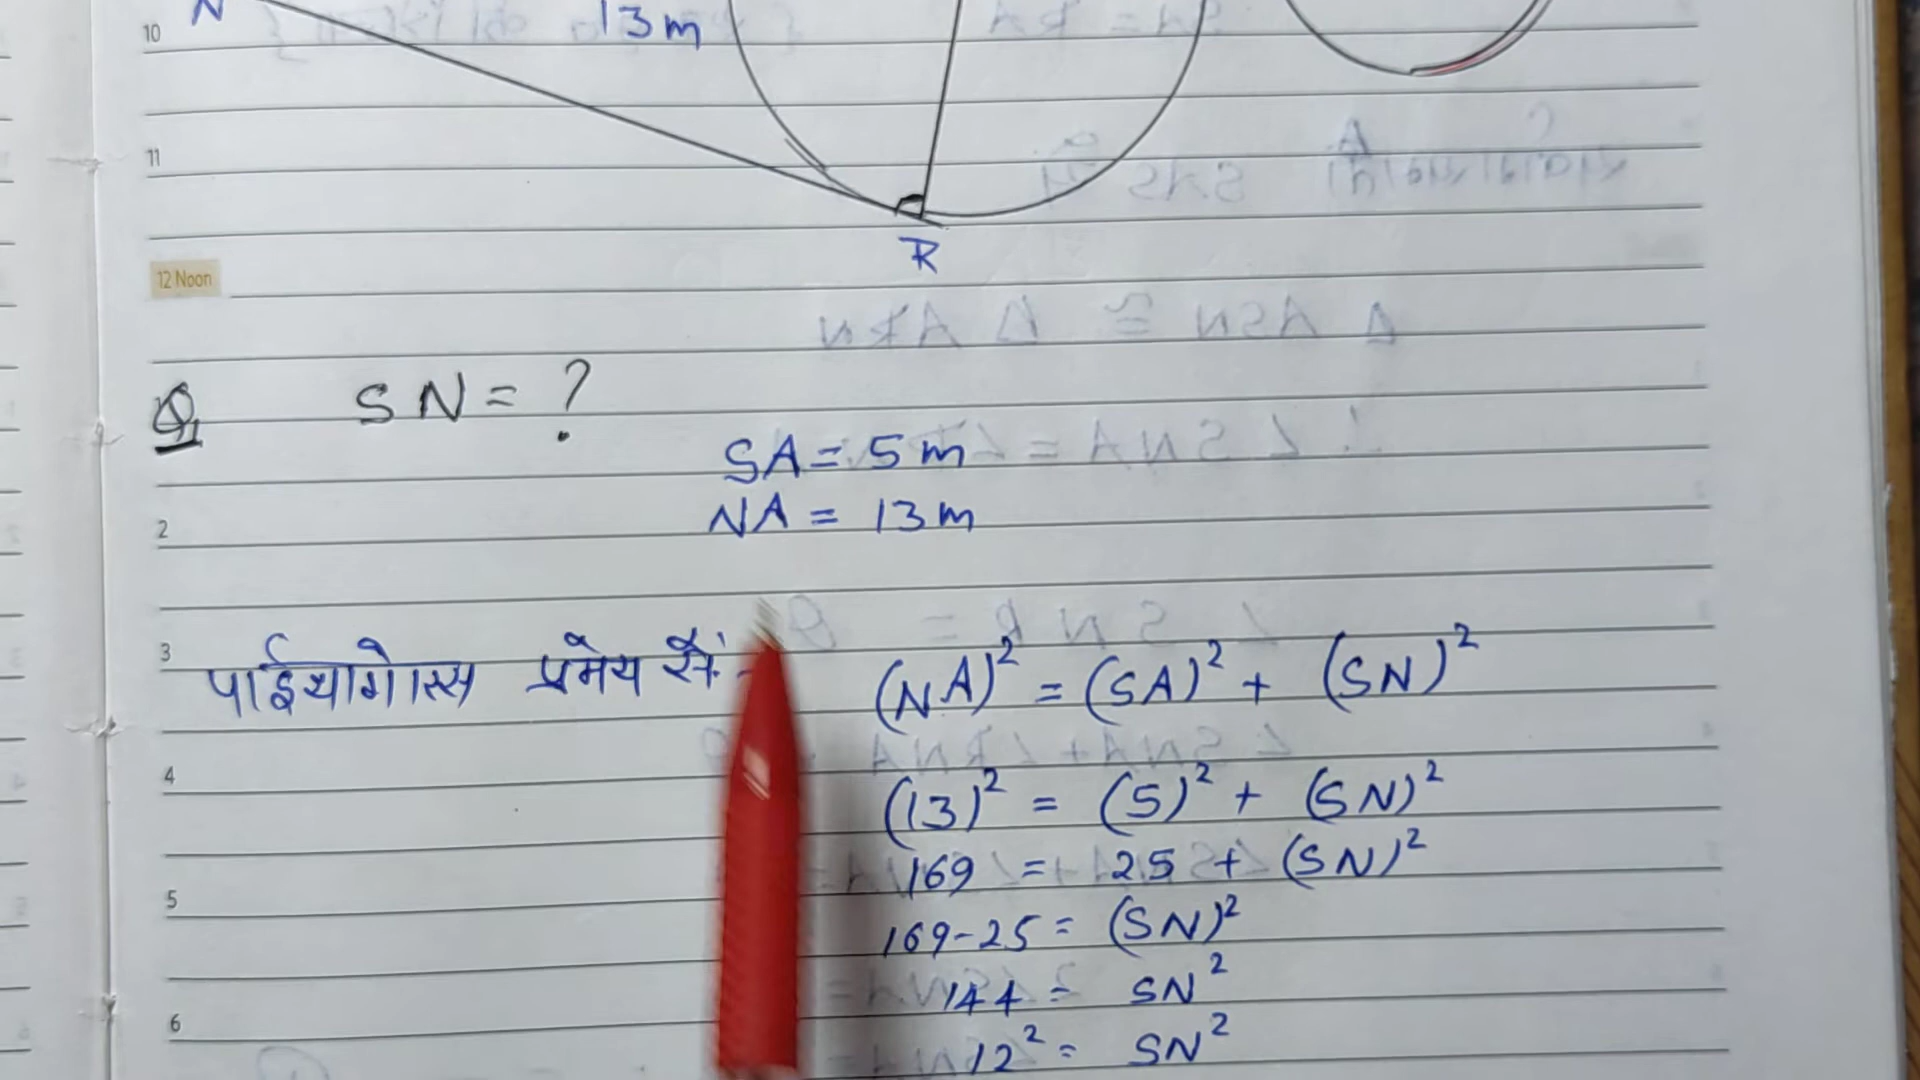 N
13m
10
11
R
12 Noon
Q. SN = ?
SA = 5m
NA = 13m
2
3
पाईथागोरस प्रमेय से:- (NA)² = (SA)² + (SN)²
4
(13)² = (5)² + (SN)²
169 = 25 + (SN)²
5
169-25 = (SN)²
144 = SN²
6
12² = SN²